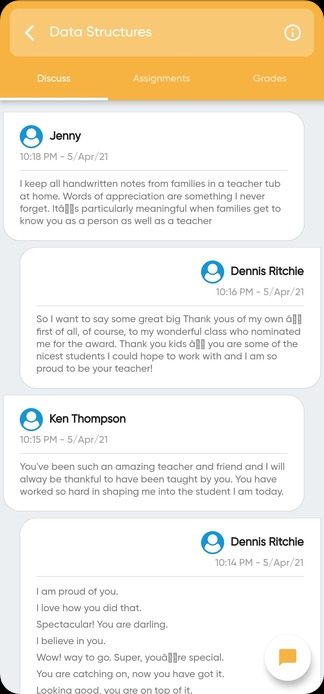 Data Structures
Discuss
Assignments
Grades
Jenny
10:18 PM - 5/Apr/21
I keep all handwritten notes from families in a teacher tub
at home. Words of appreciation are something I never
forget. Itâ▯▯s particularly meaningful when families get to
know you as a person as well as a teacher
Dennis Ritchie
10:16 PM - 5/Apr/21
So I want to say some great big Thank yous of my own â▯▯
first of all, of course, to my wonderful class who nominated
me for the award. Thank you kids â▯▯ you are some of the
nicest students I could hope to work with and I am so
proud to be your teacher!
Ken Thompson
10:15 PM - 5/Apr/21
You've been such an amazing teacher and friend and I will
alway be thankful to have been taught by you. You have
worked so hard in shaping me into the student I am today.
Dennis Ritchie
10:14 PM - 5/Apr/21
I am proud of you.
I love how you did that.
Spectacular! You are darling.
I believe in you.
Wow! way to go. Super, youâ▯▯re special.
You are catching on, now you have got it.
Looking good, you are on top of it.